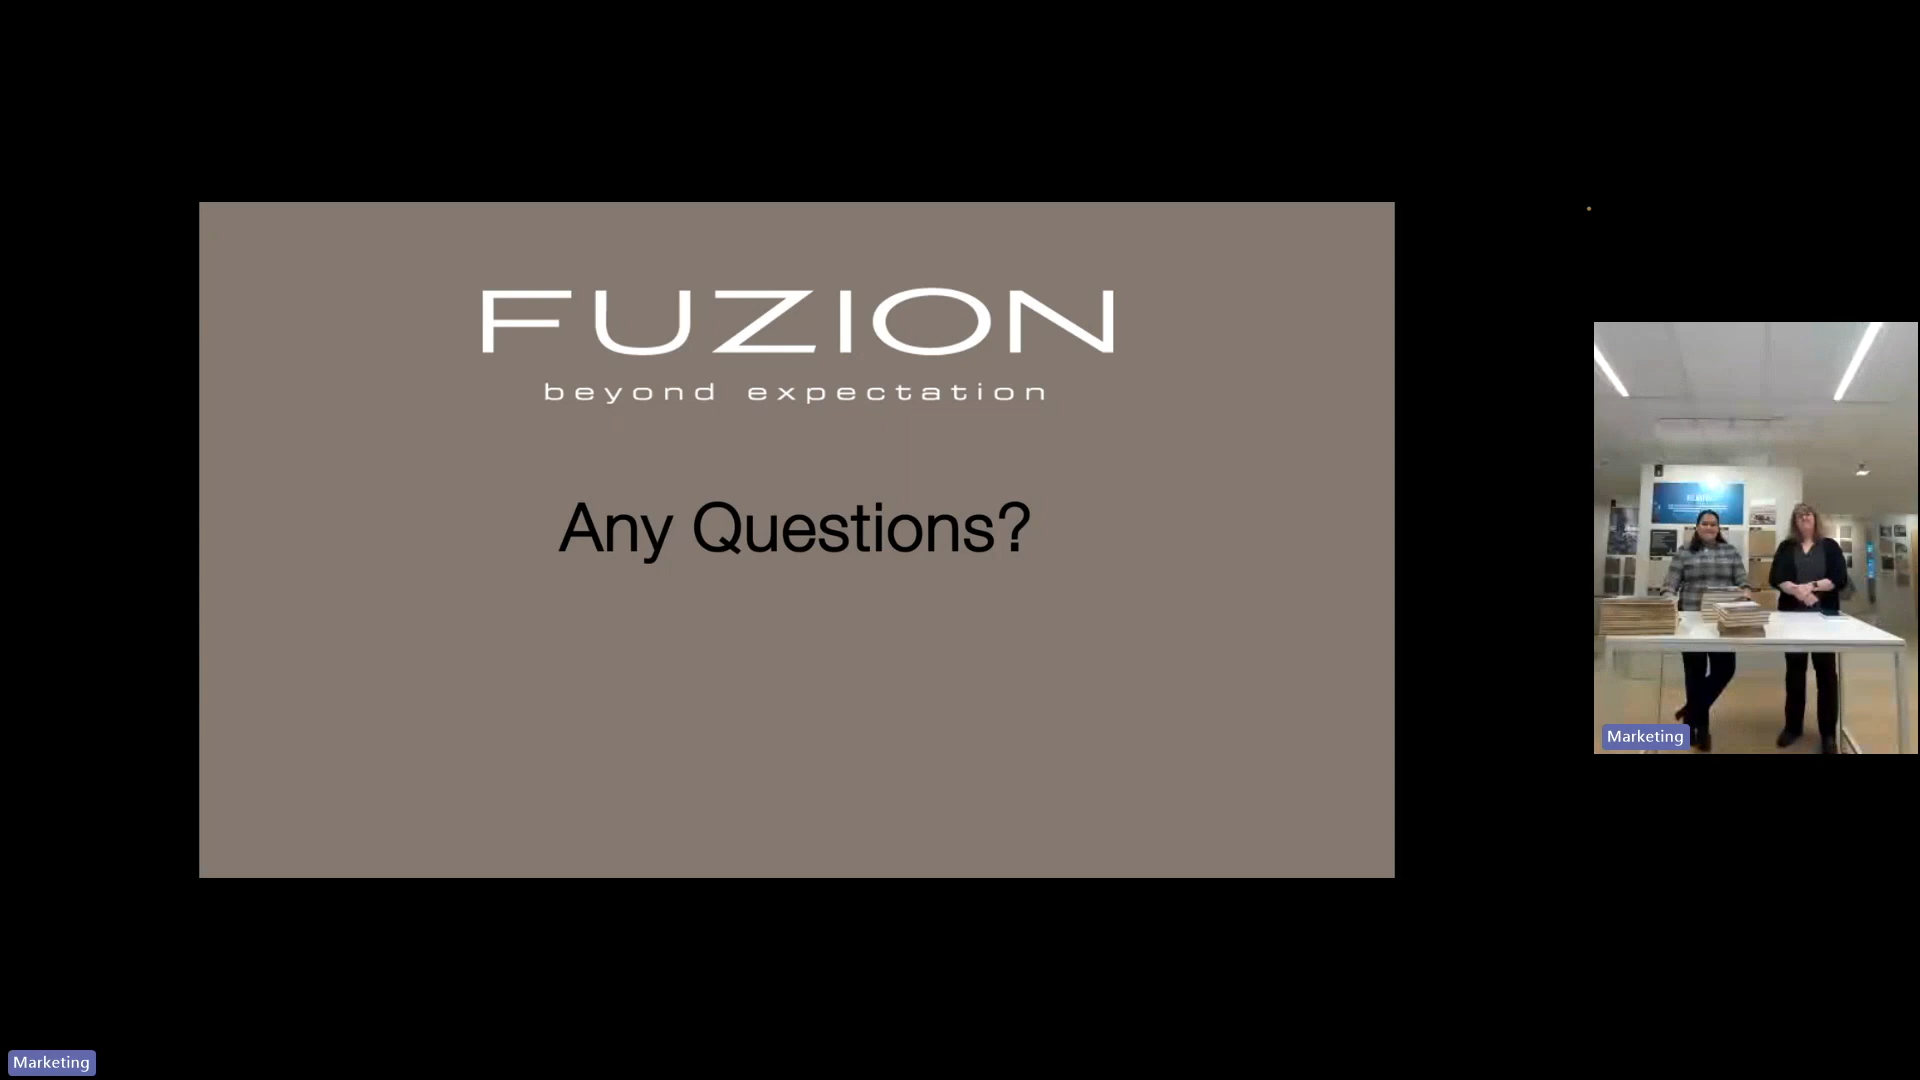 FUZION
beyond expectation
Any Questions?
Marketing
Marketing